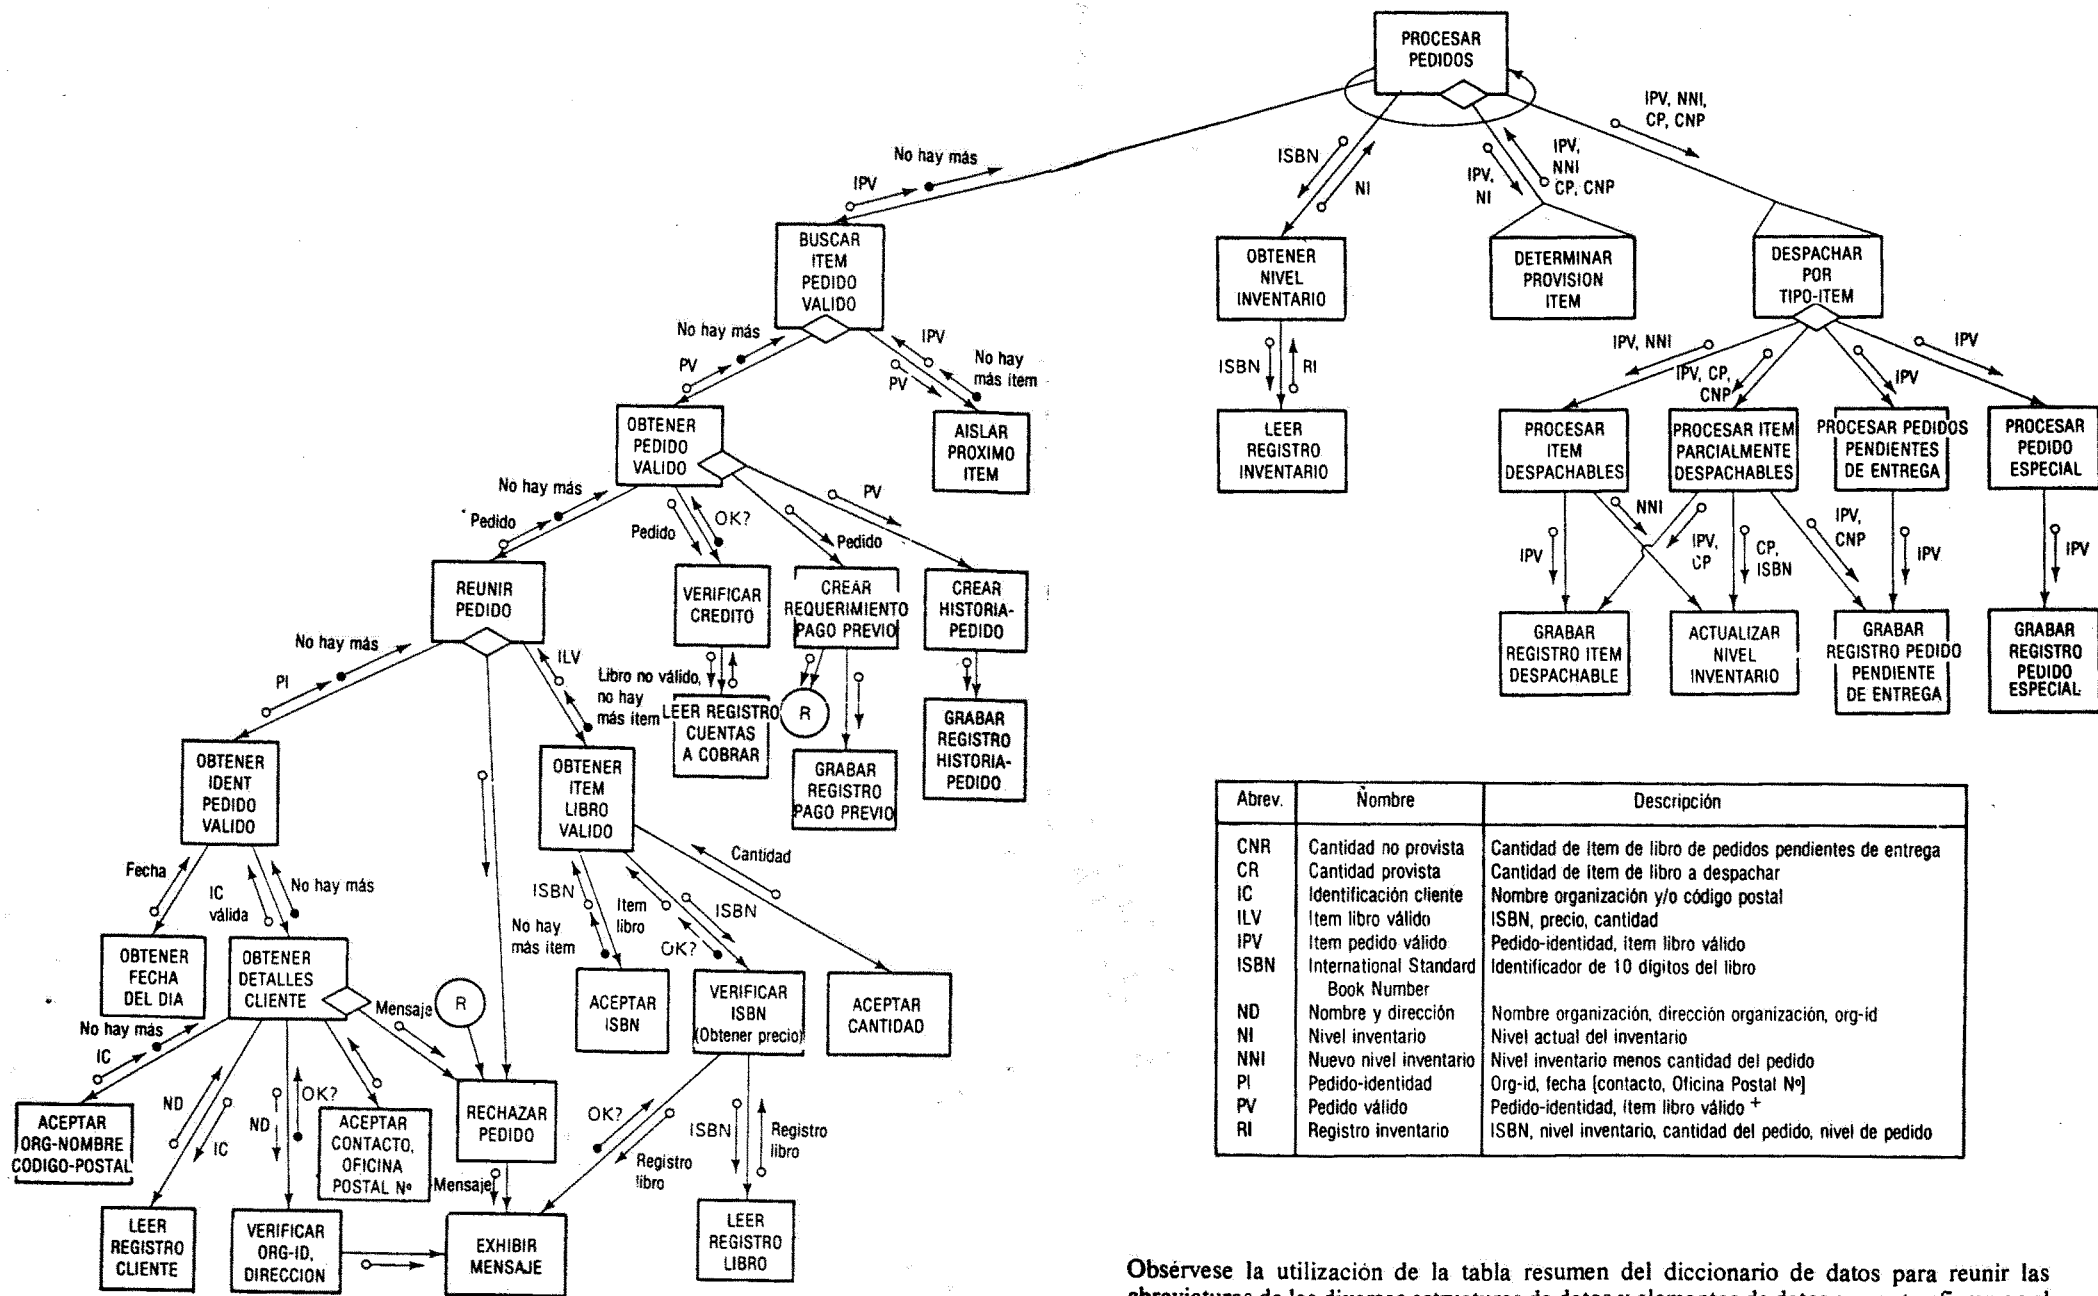 PROCESAR
PEDIDOS
IPV, NNI,
CP, CNP
No hay más
IPV
ISBN
NI
IPV,
NI
IPV,
NNI
CP, CNP
BUSCAR
ITEM
PEDIDO
VALIDO
OBTENER
NIVEL
INVENTARIO
DETERMINAR
PROVISION
ITEM
DESPACHAR
POR
TIPO-ITEM
No hay más
PV
IPV
PV
No hay
más ítem
ISBN
RI
IPV, NNI
IPV, CP,
CNP
IPV
IPV
OBTENER
PEDIDO
VALIDO
AISLAR
PROXIMO
ITEM
LEER
REGISTRO
INVENTARIO
PROCESAR
ITEM
DESPACHABLES
PROCESAR ITEM
PARCIALMENTE
DESPACHABLES
PROCESAR PEDIDOS
PENDIENTES
DE ENTREGA
PROCESAR
PEDIDO
ESPECIAL
No hay más
Pedido
Pedido
OK?
Pedido
PV
IPV
NNI
IPV,
CP
CP,
ISBN
IPV,
CNP
IPV
IPV
REUNIR
PEDIDO
VERIFICAR
CREDITO
CREAR
REQUERIMIENTO
PAGO PREVIO
CREAR
HISTORIA-
PEDIDO
GRABAR
REGISTRO ITEM
DESPACHABLE
ACTUALIZAR
NIVEL
INVENTARIO
GRABAR
REGISTRO PEDIDO
PENDIENTE
DE ENTREGA
GRABAR
REGISTRO
PEDIDO
ESPECIAL
No hay más
PI
ILV
Libro no válido,
no hay
más ítem
LEER REGISTRO
CUENTAS
A COBRAR
R
GRABAR
REGISTRO
PAGO PREVIO
GRABAR
REGISTRO
HISTORIA-
PEDIDO
OBTENER
IDENT
PEDIDO
VALIDO
OBTENER
ITEM
LIBRO
VALIDO
Fecha
IC
válida
No hay más
ISBN
No hay
más ítem
Item
libro
OK?
ISBN
Cantidad
OBTENER
FECHA
DEL DIA
OBTENER
DETALLES
CLIENTE
Mensaje
R
ACEPTAR
ISBN
VERIFICAR
ISBN
(Obtener precio)
ACEPTAR
CANTIDAD
No hay más
IC
ND
IC
ND
OK?
ACEPTAR
ORG-NOMBRE
CODIGO-POSTAL
ACEPTAR
CONTACTO,
OFICINA
POSTAL Nº
RECHAZAR
PEDIDO
OK?
Registro
libro
ISBN
Registro
libro
Mensaje
LEER
REGISTRO
CLIENTE
VERIFICAR
ORG-ID,
DIRECCION
EXHIBIR
MENSAJE
LEER
REGISTRO
LIBRO
Abrev. Nombre Descripción
CNR Cantidad no provista Cantidad de ítem de libro de pedidos pendientes de entrega
CR Cantidad provista Cantidad de ítem de libro a despachar
IC Identificación cliente Nombre organización y/o código postal
ILV Item libro válido ISBN, precio, cantidad
IPV Item pedido válido Pedido-identidad, ítem libro válido
ISBN International Standard Identificador de 10 dígitos del libro
Book Number
ND Nombre y dirección Nombre organización, dirección organización, org-id
NI Nivel inventario Nivel actual del inventario
NNI Nuevo nivel inventario Nivel inventario menos cantidad del pedido
PI Pedido-identidad Org-id, fecha [contacto, Oficina Postal Nº]
PV Pedido válido Pedido-identidad, ítem libro válido +
RI Registro inventario ISBN, nivel inventario, cantidad del pedido, nivel de pedido
Obsérvese la utilización de la tabla resumen del diccionario de datos para reunir las